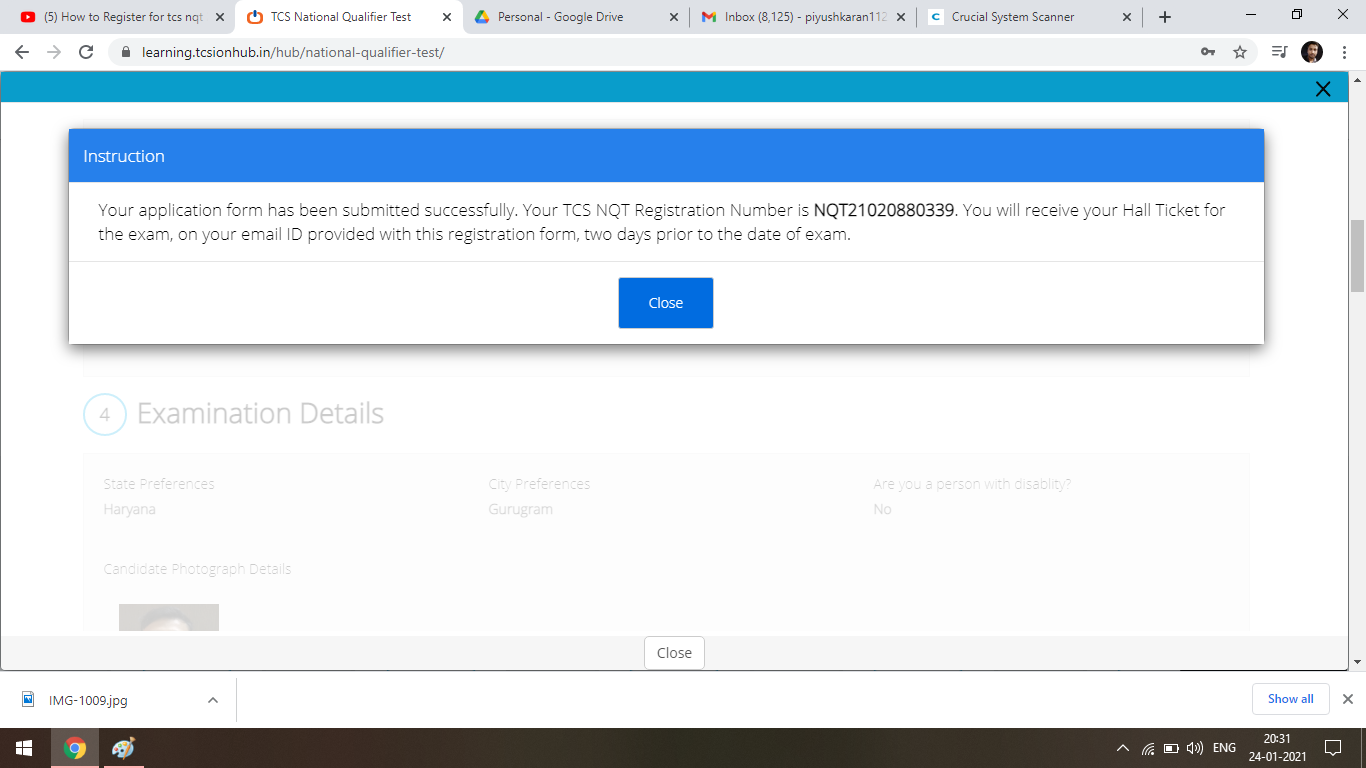 (5) How to Register for tcs nqt
TCS National Qualifier Test
Personal - Google Drive
Inbox (8,125) - piyushkaran112
Crucial System Scanner
learning.tcsionhub.in/hub/national-qualifier-test/
Instruction
Your application form has been submitted successfully. Your TCS NQT Registration Number is NQT21020880339. You will receive your Hall Ticket for
the exam, on your email ID provided with this registration form, two days prior to the date of exam.
Close
4 Examination Details
State Preferences City Preferences Are you a person with disablity?
Haryana Gurugram No
Candidate Photograph Details
Close
IMG-1009.jpg
Show all
ENG
20:31
24-01-2021